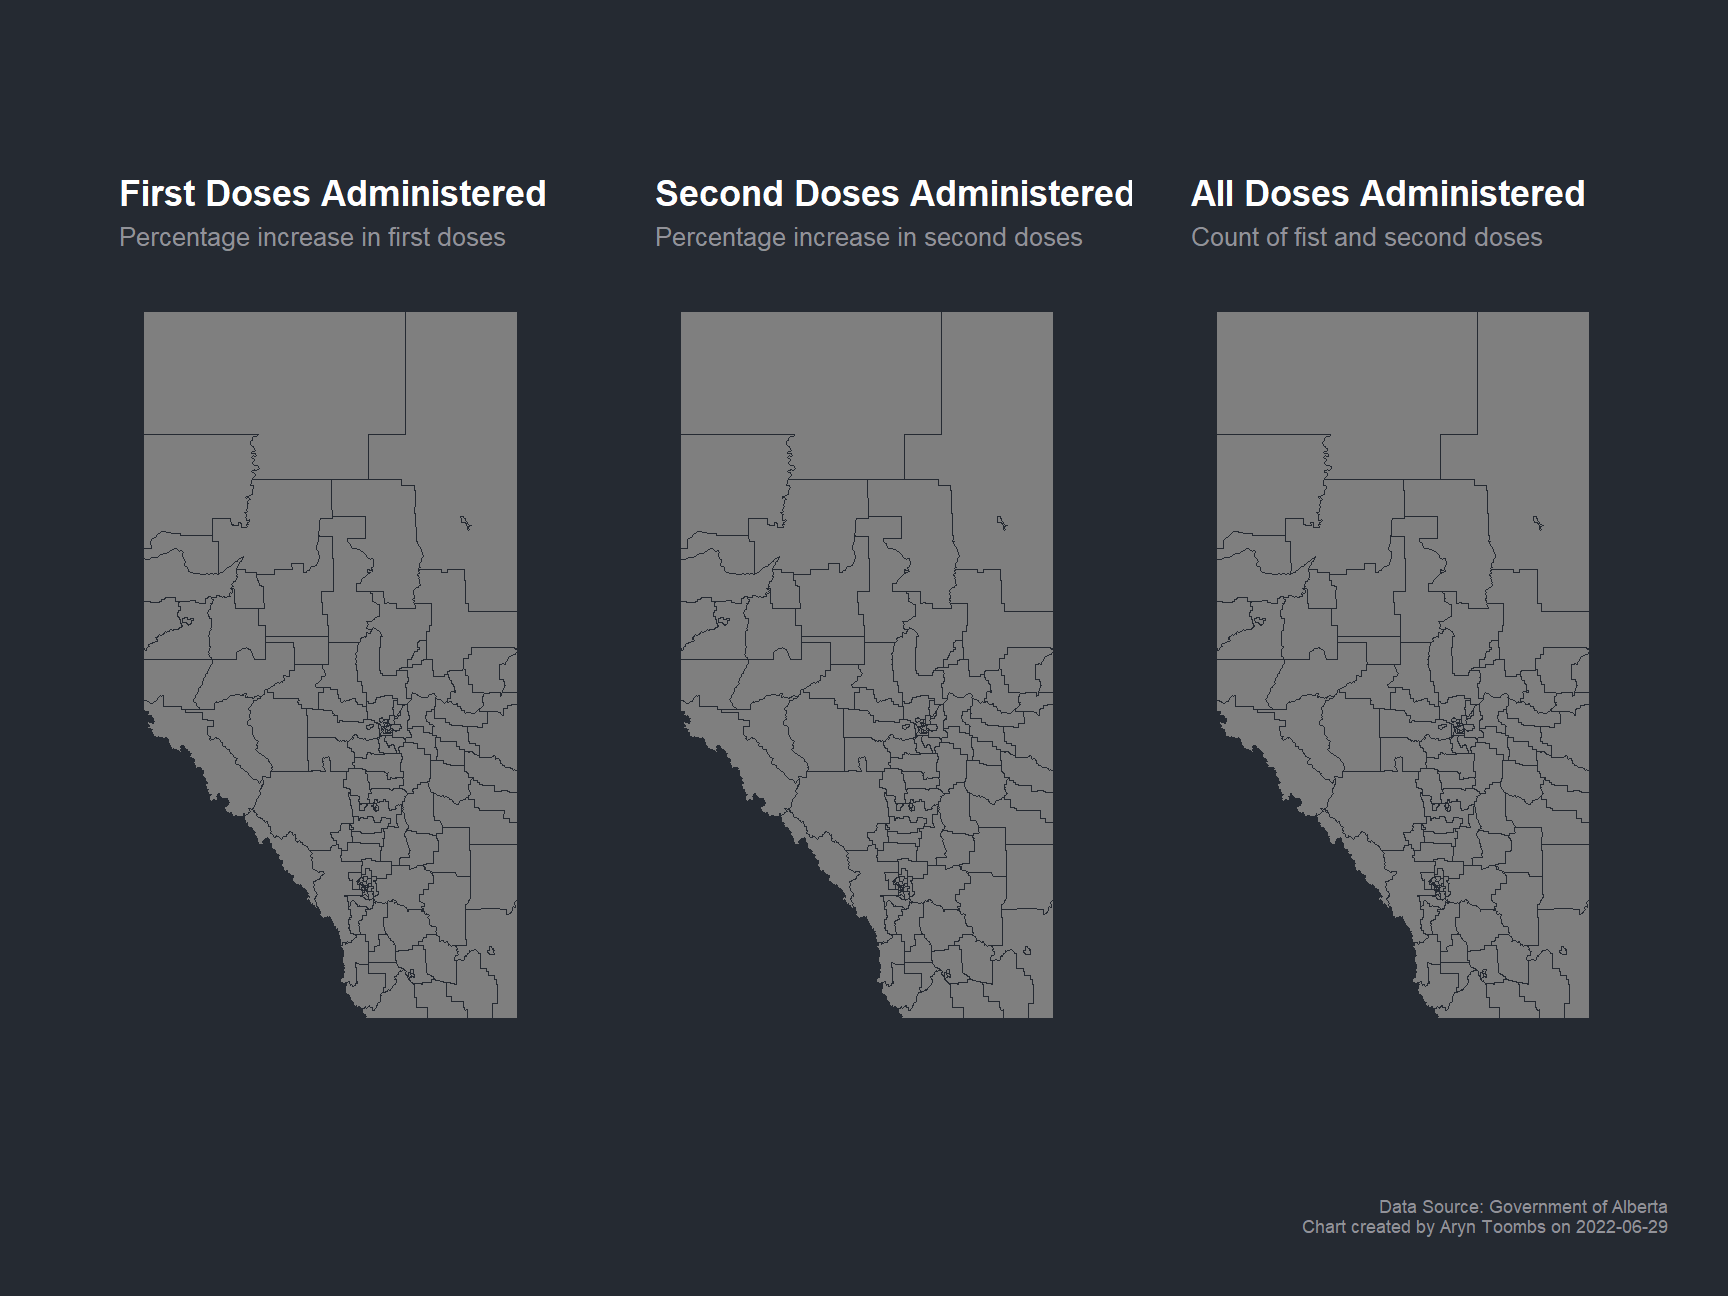 First Doses Administered
Percentage increase in first doses
Second Doses Administered
Percentage increase in second doses
All Doses Administered
Count of fist and second doses
Data Source: Government of Alberta
Chart created by Aryn Toombs on 2022-06-29